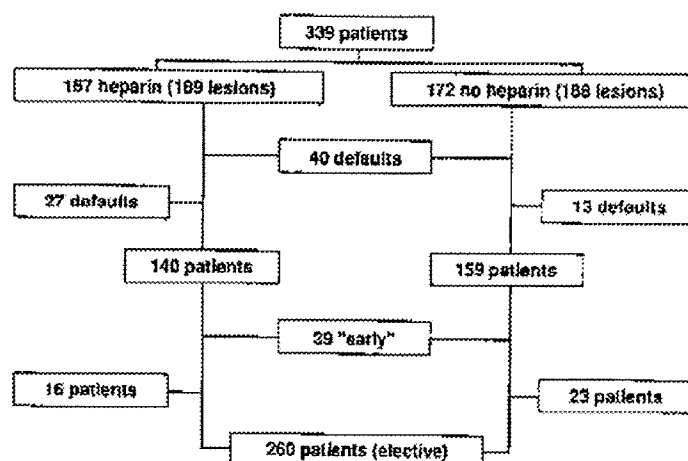 339 patients
167 heparin (189 lesions)
172 no heparin (188 lesions)
40 defaults
27 defaults
13 defaults
140 patients
159 patients
39 "early"
16 patients
23 patients
260 patients (elective)